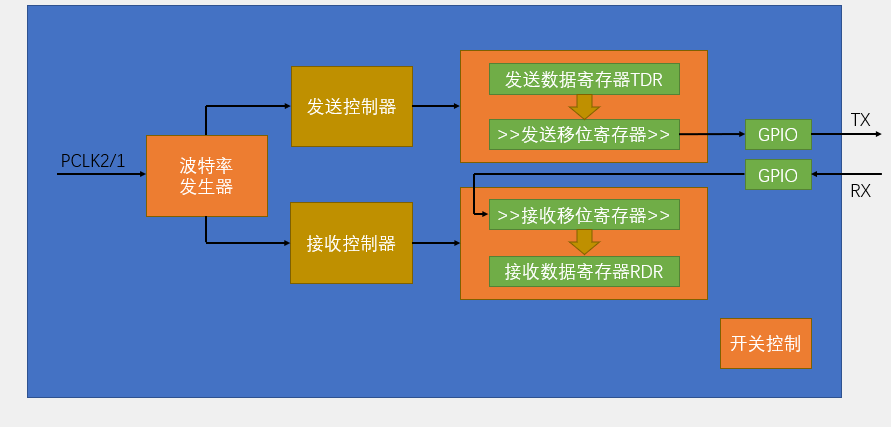 PCLK2/1
波特率
发生器
发送控制器
接收控制器
发送数据寄存器TDR
>>发送移位寄存器>>
>>接收移位寄存器>>
接收数据寄存器RDR
GPIO
TX
GPIO
RX
开关控制